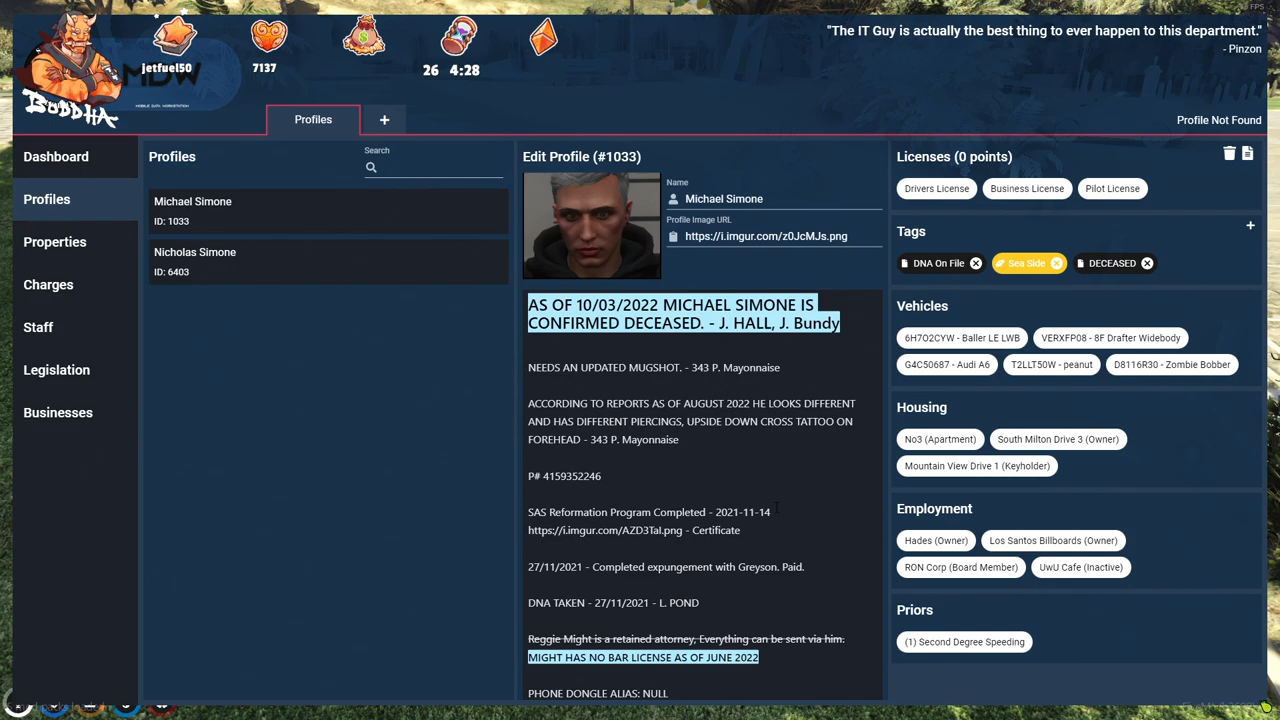 FPS
"The IT Guy is actually the best thing to ever happen to this department."
- Pinzon
jetfuel50
7137
26 4:28
MDW
MOBILE DATA WORKSTATION
BUDDHA
Profiles
+
Profile Not Found
Dashboard
Profiles
Properties
Charges
Staff
Legislation
Businesses
Profiles
Search
Michael Simone
ID: 1033
Nicholas Simone
ID: 6403
Edit Profile (#1033)
Name
Michael Simone
Profile Image URL
https://i.imgur.com/z0JcMJs.png
AS OF 10/03/2022 MICHAEL SIMONE IS
CONFIRMED DECEASED. - J. HALL, J. Bundy
NEEDS AN UPDATED MUGSHOT. - 343 P. Mayonnaise
ACCORDING TO REPORTS AS OF AUGUST 2022 HE LOOKS DIFFERENT
AND HAS DIFFERENT PIERCINGS, UPSIDE DOWN CROSS TATTOO ON
FOREHEAD - 343 P. Mayonnaise
P# 4159352246
SAS Reformation Program Completed - 2021-11-14
https://i.imgur.com/AZD3Tal.png - Certificate
27/11/2021 - Completed expungement with Greyson. Paid.
DNA TAKEN - 27/11/2021 - L. POND
Reggie Might is a retained attorney, Everything can be sent via him.
MIGHT HAS NO BAR LICENSE AS OF JUNE 2022
PHONE DONGLE ALIAS: NULL
Licenses (0 points)
Drivers License
Business License
Pilot License
Tags
+
DNA On File
Sea Side
DECEASED
Vehicles
6H7O2CYW - Baller LE LWB
VERXFP08 - 8F Drafter Widebody
G4C50687 - Audi A6
T2LLT50W - peanut
D8116R30 - Zombie Bobber
Housing
No3 (Apartment)
South Milton Drive 3 (Owner)
Mountain View Drive 1 (Keyholder)
Employment
Hades (Owner)
Los Santos Billboards (Owner)
RON Corp (Board Member)
UwU Cafe (Inactive)
Priors
(1) Second Degree Speeding